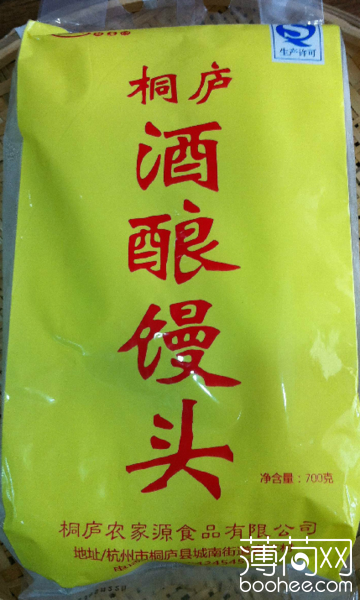 生产许可
桐庐
酒酿馒头
净含量：700克
桐庐农家源食品有限公司
地址/杭州市桐庐县城南街
薄荷网
boohee.com